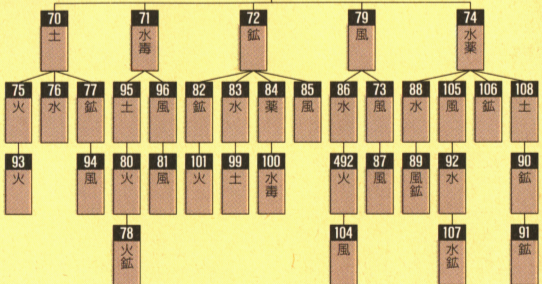 70 71 72 79 74
土 水毒 鉱 風 水薬
75 76 77 95 96 82 83 84 85 86 73 88 105 106 108
火 水 鉱 土 風 鉱 水 薬 風 水 風 水 風 鉱 土
93 94 80 81 101 99 100 492 87 89 92 90
火 風 火 風 火 土 水毒 火 風 風鉱 水 鉱
78 104 107 91
火鉱 風 水鉱 鉱